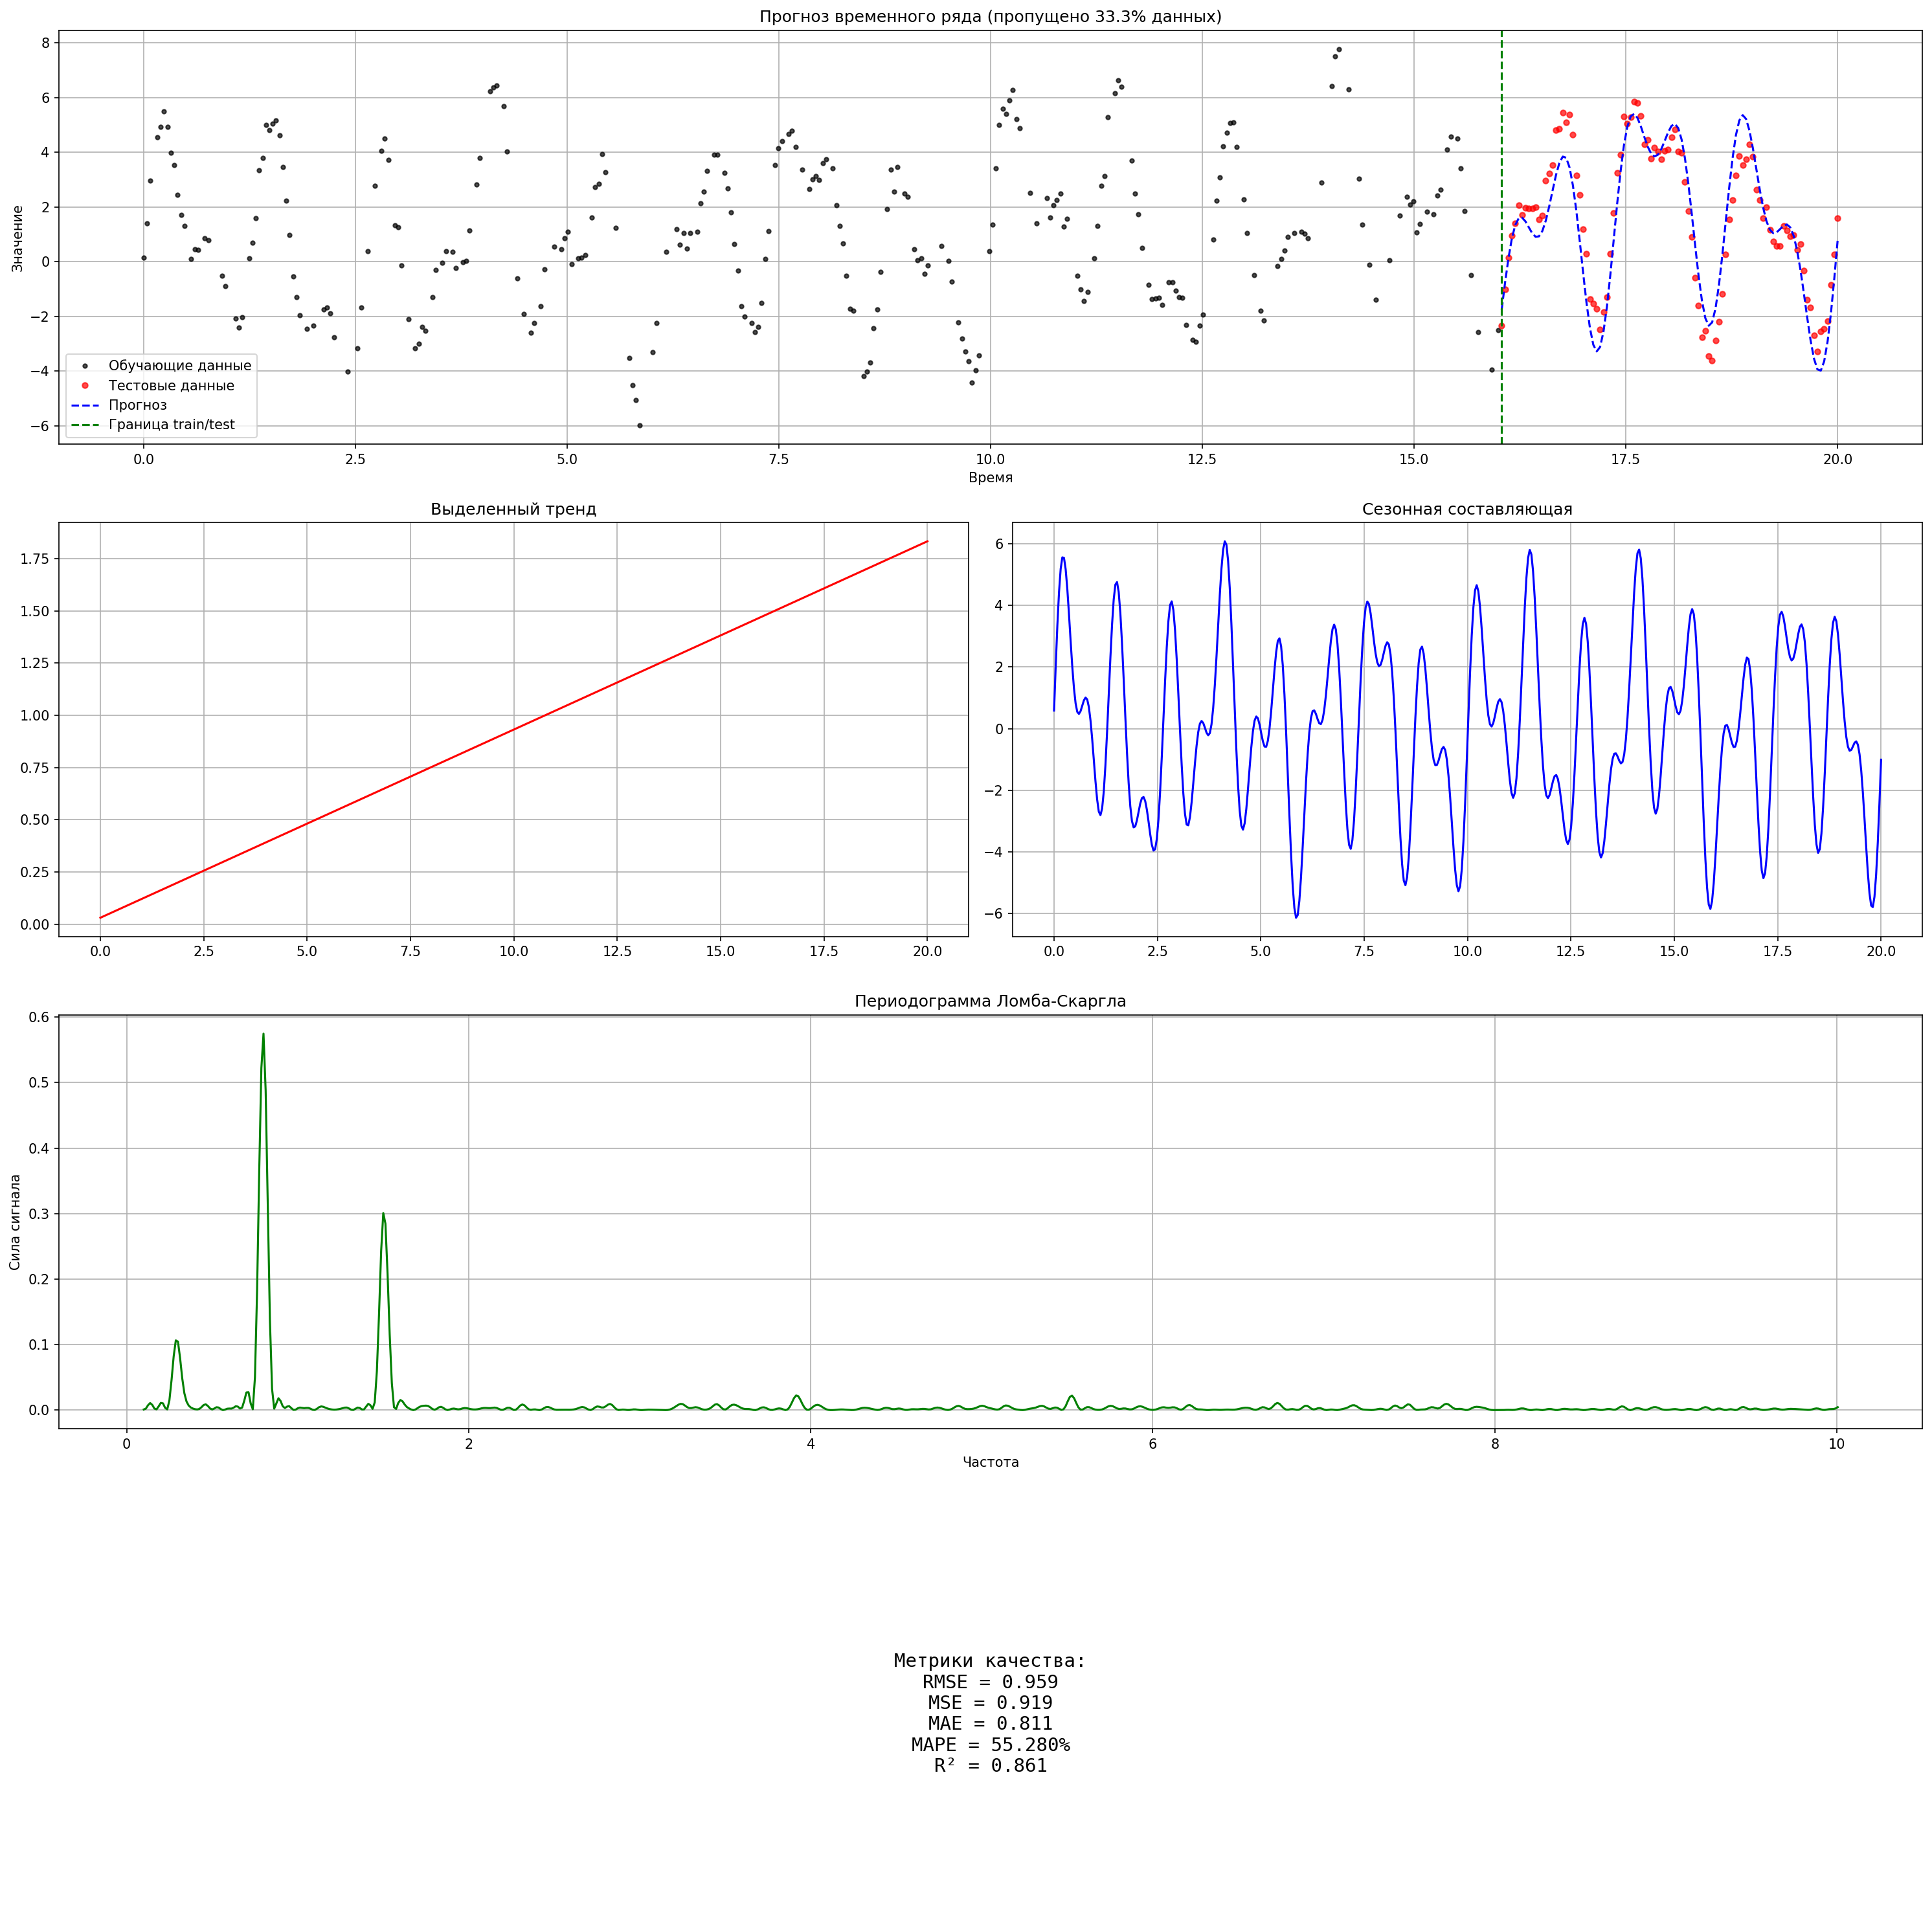 Прогноз временного ряда (пропущено 33.3% данных)
Значение
8
6
4
2
0
−2
−4
−6
Обучающие данные
Тестовые данные
Прогноз
Граница train/test
0.0 2.5 5.0 7.5 10.0 12.5 15.0 17.5 20.0
Время
Выделенный тренд
1.75
1.50
1.25
1.00
0.75
0.50
0.25
0.00
0.0 2.5 5.0 7.5 10.0 12.5 15.0 17.5 20.0
Сезонная составляющая
6
4
2
0
−2
−4
−6
0.0 2.5 5.0 7.5 10.0 12.5 15.0 17.5 20.0
Периодограмма Ломба-Скаргла
Сила сигнала
0.6
0.5
0.4
0.3
0.2
0.1
0.0
0 2 4 6 8 10
Частота
Метрики качества:
RMSE = 0.959
MSE = 0.919
MAE = 0.811
MAPE = 55.280%
R² = 0.861